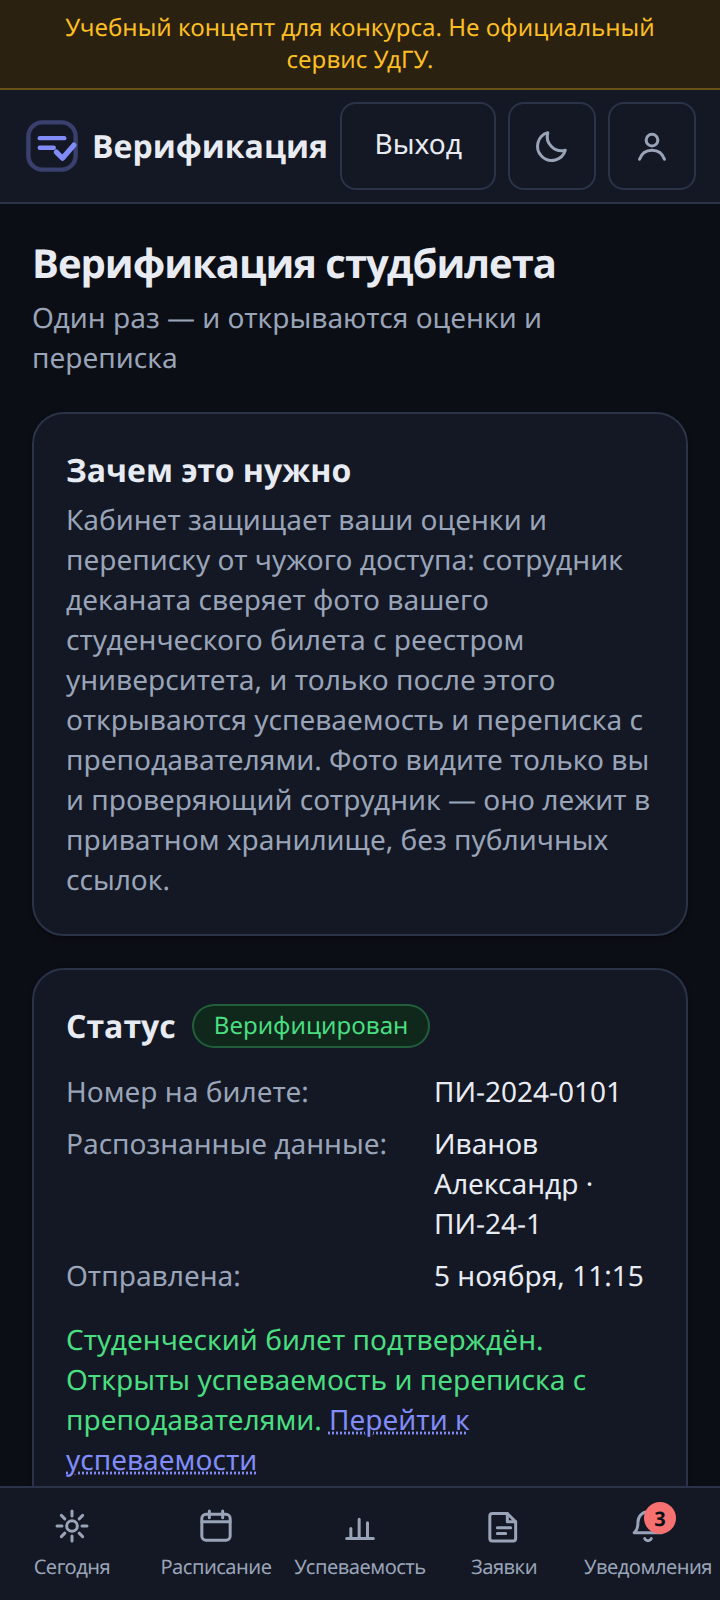 Учебный концепт для конкурса. Не официальный
сервис УдГУ.
Верификация
Выход
Верификация студбилета
Один раз — и открываются оценки и
переписка
Зачем это нужно
Кабинет защищает ваши оценки и
переписку от чужого доступа: сотрудник
деканата сверяет фото вашего
студенческого билета с реестром
университета, и только после этого
открываются успеваемость и переписка с
преподавателями. Фото видите только вы
и проверяющий сотрудник — оно лежит в
приватном хранилище, без публичных
ссылок.
Статус Верифицирован
Номер на билете: ПИ-2024-0101
Распознанные данные: Иванов
Александр ·
ПИ-24-1
Отправлена: 5 ноября, 11:15
Студенческий билет подтверждён.
Открыты успеваемость и переписка с
преподавателями. Перейти к
успеваемости
3
Сегодня Расписание Успеваемость Заявки Уведомления